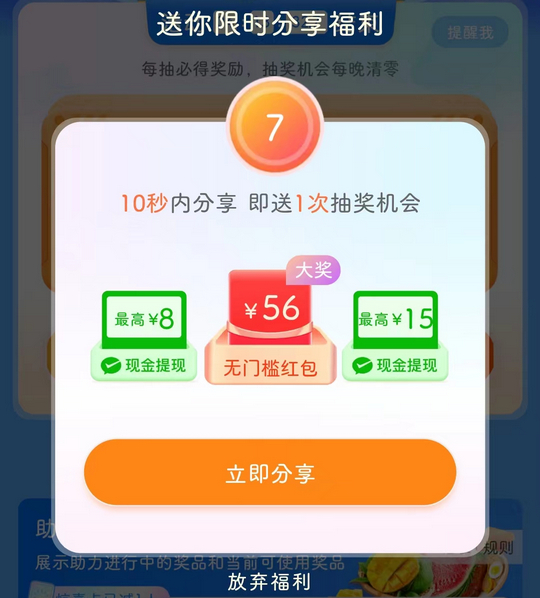 送你限时分享福利
提醒我
每抽必得奖励，抽奖机会每晚清零
7
10秒内分享 即送1次抽奖机会
大奖
最高¥8
¥56
最高¥15
现金提现
无门槛红包
现金提现
立即分享
助
规则
展示助力进行中的奖品和当前可使用奖品
放弃福利